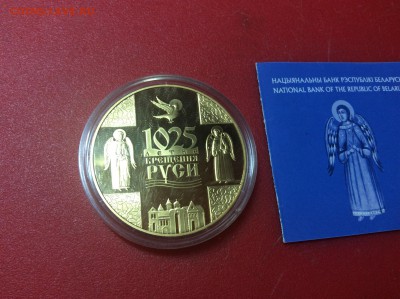 1025
КРЕЩЕНИЯ
РУСИ
НАЦЫЯНАЛЬНЫ БАНК РЭСПУБЛІКІ БЕЛАРУСЬ
NATIONAL BANK OF THE REPUBLIC OF BELARUS